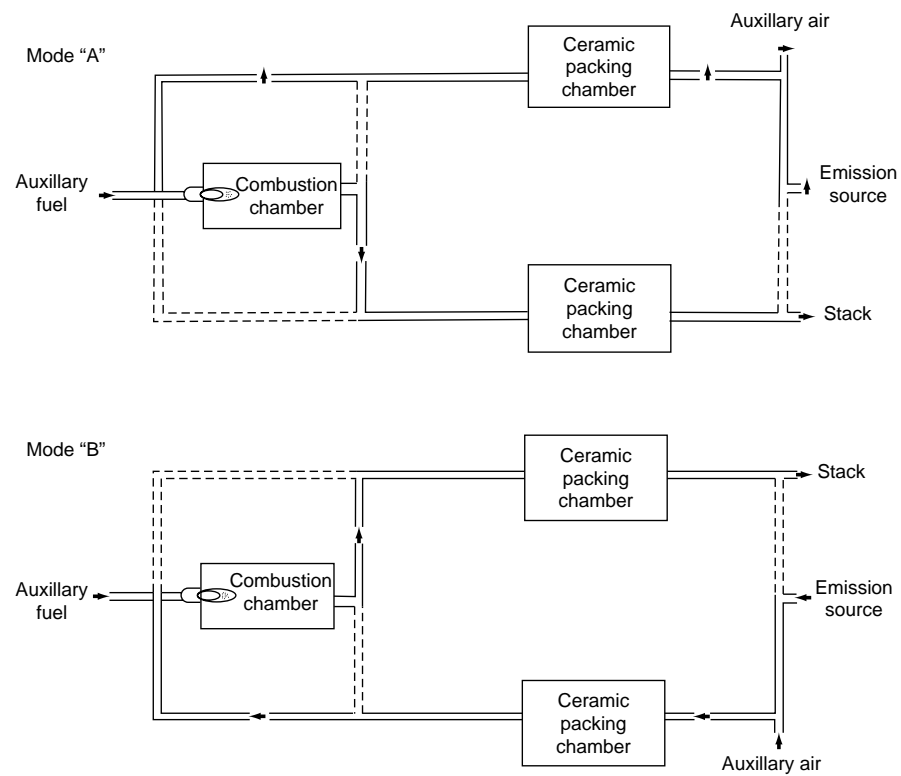 Auxillary air
Mode “A”
Ceramic
packing
chamber
Auxillary
fuel
Combustion
chamber
Emission
source
Ceramic
packing
chamber
Stack
Mode “B”
Ceramic
packing
chamber
Stack
Auxillary
fuel
Combustion
chamber
Emission
source
Ceramic
packing
chamber
Auxillary air